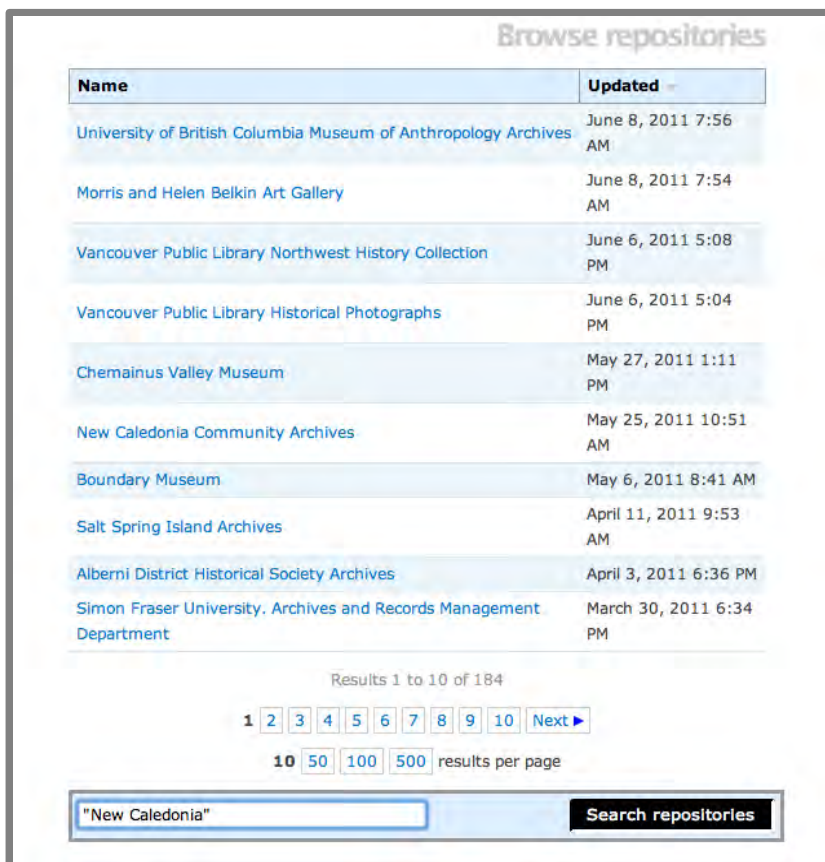 Browse repositories
Name Updated
University of British Columbia Museum of Anthropology Archives June 8, 2011 7:56
AM
Morris and Helen Belkin Art Gallery June 8, 2011 7:54
AM
Vancouver Public Library Northwest History Collection June 6, 2011 5:08
PM
Vancouver Public Library Historical Photographs June 6, 2011 5:04
PM
Chemainus Valley Museum May 27, 2011 1:11
PM
New Caledonia Community Archives May 25, 2011 10:51
AM
Boundary Museum May 6, 2011 8:41 AM
Salt Spring Island Archives April 11, 2011 9:53
AM
Alberni District Historical Society Archives April 3, 2011 6:36 PM
Simon Fraser University. Archives and Records Management March 30, 2011 6:34
Department PM
Results 1 to 10 of 184
1 2 3 4 5 6 7 8 9 10 Next ►
10 50 100 500 results per page
"New Caledonia" Search repositories